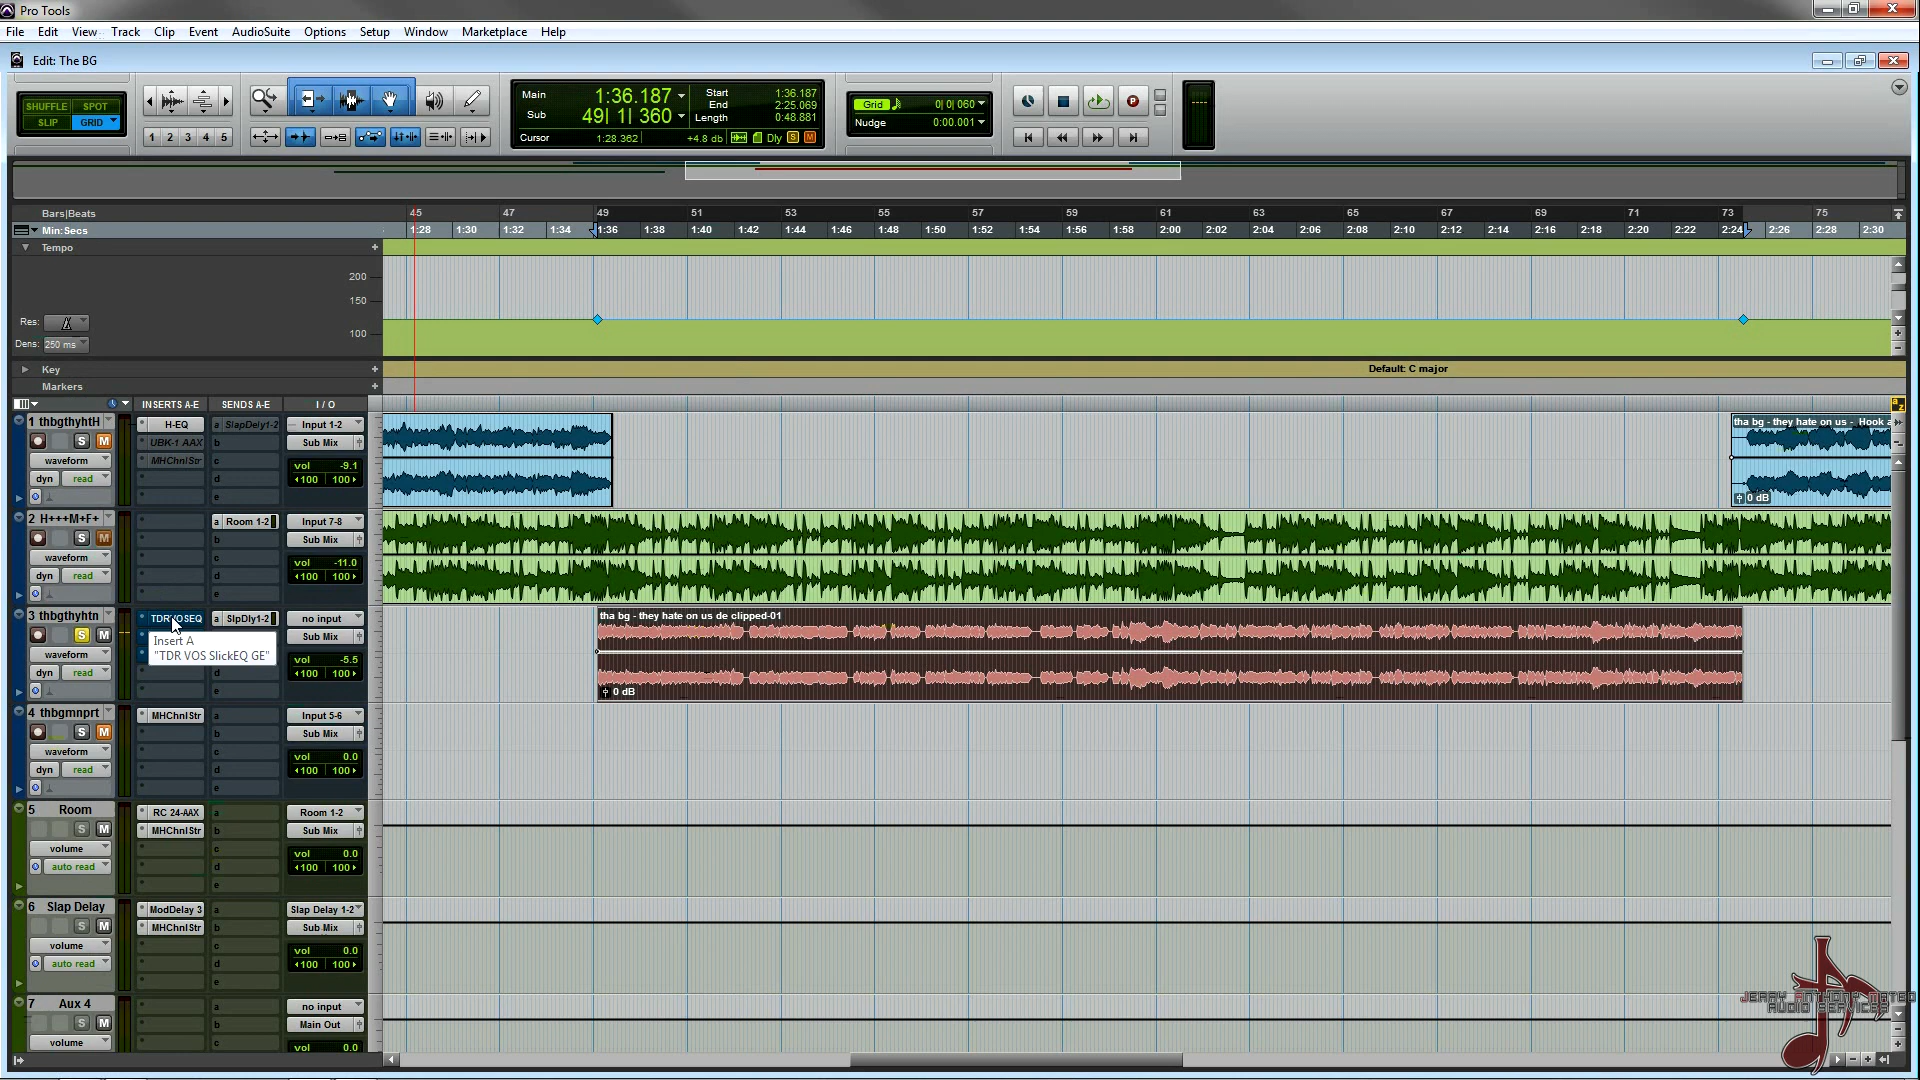 Pro Tools
File Edit View Track Clip Event AudioSuite Options Setup Window Marketplace Help
Edit: The BG
SHUFFLE SPOT
SLIP GRID
1 2 3 4 5
Main 1:36.187
Sub 49| 1| 360
Start 1:36.187
End 2:25.069
Length 0:48.881
Cursor 1:28.362 +4.8 db Dly S M
Grid 0| 0| 060
Nudge 0:00.001
Bars|Beats 45 47 49 51 53 55 57 59 61 63 65 67 69 71 73 75
Min:Secs 1:28 1:30 1:32 1:34 1:36 1:38 1:40 1:42 1:44 1:46 1:48 1:50 1:52 1:54 1:56 1:58 2:00 2:02 2:04 2:06 2:08 2:10 2:12 2:14 2:16 2:18 2:20 2:22 2:24 2:26 2:28 2:30
Tempo
200
150
100
Res:
Dens: 250 ms
Key
Default: C major
Markers
INSERTS A-E SENDS A-E I / O
1 thbgthyhtH H-EQ a SlapDely1-2 Input 1-2
S M UBK-1 AAX b Sub Mix
waveform MHChnlStr c vol -9.1
dyn read d 100 100
e
tha bg - they hate on us - Hook a
0 dB
2 H+++M+F+ a Room 1-2 Input 7-8
S M b Sub Mix
waveform c vol -11.0
dyn read d 100 100
e
3 thbgthyhtn TDRVOSEQ a SlpDly1-2 no input
S M Sub Mix
Insert A
"TDR VOS SlickEQ GE"
waveform vol -5.5
dyn read d 100 100
e
tha bg - they hate on us de clipped-01
0 dB
4 thbgmnprt MHChnlStr a Input 5-6
S M b Sub Mix
waveform c vol 0.0
dyn read d 100 100
e
5 Room RC 24-AAX a Room 1-2
S M MHChnlStr b Sub Mix
volume c vol 0.0
auto read d 100 100
e
6 Slap Delay ModDelay 3 a Slap Delay 1-2
S M MHChnlStr b Sub Mix
volume c vol 0.0
auto read d 100 100
e
7 Aux 4 a no input
S M b Main Out
volume c vol 0.0
JERRY ANTHONY MATEO
AUDIO SERVICES